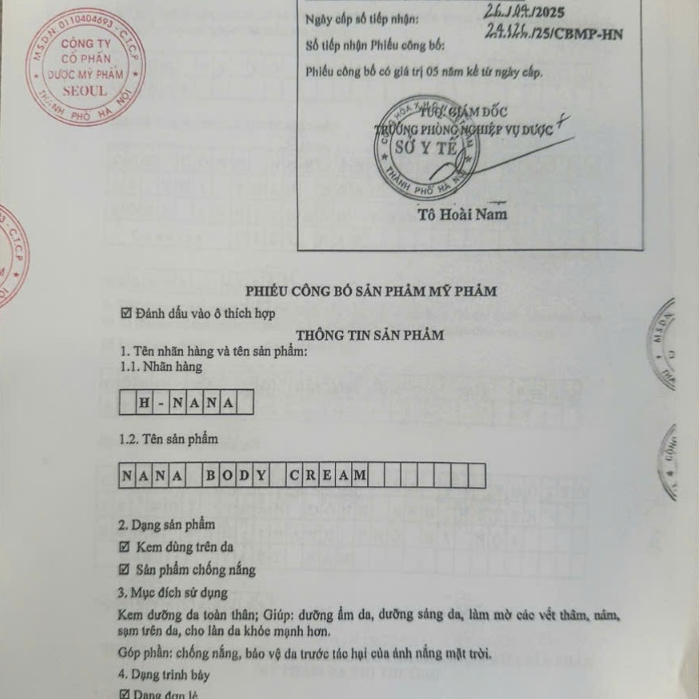 M.S.D.N: 0110404693 - C.T.C.P
CÔNG TY
CỔ PHẦN
DƯỢC MỸ PHẨM
SEOUL
THÀNH PHỐ HÀ NỘI
Ngày cấp số tiếp nhận: 26/09/2025
Số tiếp nhận Phiếu công bố: /25/CBMP-HN
Phiếu công bố có giá trị 05 năm kể từ ngày cấp.
TUQ. GIÁM ĐỐC
TRƯỞNG PHÒNG NGHIỆP VỤ DƯỢC
SỞ Y TẾ
THÀNH PHỐ HÀ NỘI
Tô Hoài Nam
PHIẾU CÔNG BỐ SẢN PHẨM MỸ PHẨM
☑ Đánh dấu vào ô thích hợp
THÔNG TIN SẢN PHẨM
1. Tên nhãn hàng và tên sản phẩm:
1.1. Nhãn hàng
H-NANA
1.2. Tên sản phẩm
NANA BODY CREAM
2. Dạng sản phẩm
☑ Kem dùng trên da
☑ Sản phẩm chống nắng
3. Mục đích sử dụng
Kem dưỡng da toàn thân; Giúp: dưỡng ẩm da, dưỡng sáng da, làm mờ các vết thâm, nám,
sạm trên da, cho làn da khỏe mạnh hơn.
Góp phần: chống nắng, bảo vệ da trước tác hại của ánh nắng mặt trời.
4. Dạng trình bày
☑ Dạng đơn lẻ